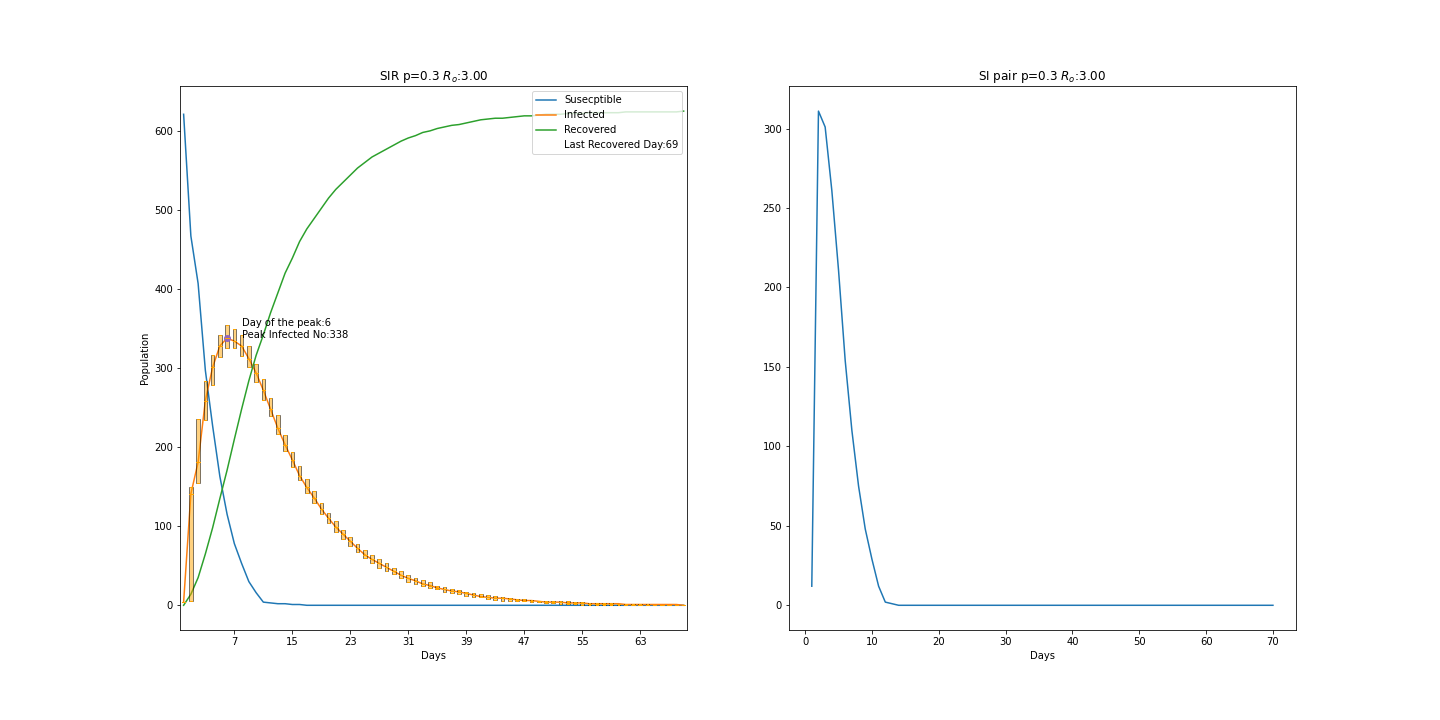 SIR p=0.3 Rₒ:3.00
Susecptible
Infected
Recovered
Last Recovered Day:69
Day of the peak:6
Peak Infected No:338
Population
600
500
400
300
200
100
0
7 15 23 31 39 47 55 63
Days
SI pair p=0.3 Rₒ:3.00
300
250
200
150
100
50
0
0 10 20 30 40 50 60 70
Days